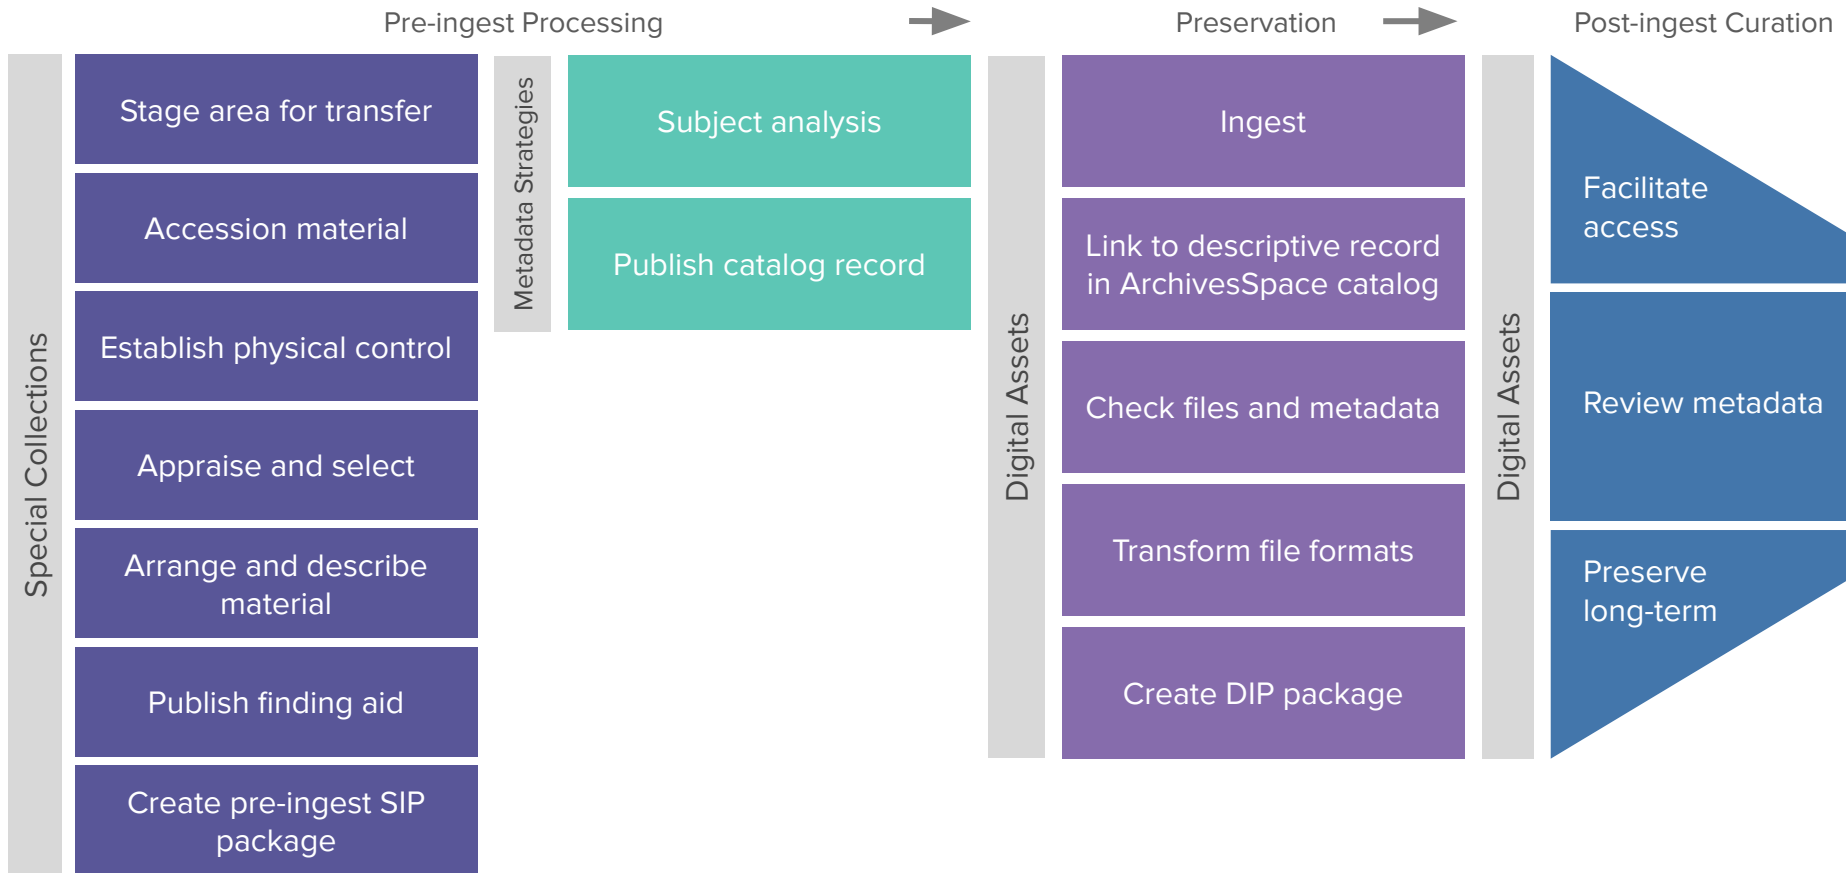 Pre-ingest Processing
Preservation
Post-ingest Curation
Special Collections
Stage area for transfer
Accession material
Establish physical control
Appraise and select
Arrange and describe
material
Publish finding aid
Create pre-ingest SIP
package
Metadata Strategies
Subject analysis
Publish catalog record
Digital Assets
Ingest
Link to descriptive record
in ArchivesSpace catalog
Check files and metadata
Transform file formats
Create DIP package
Digital Assets
Facilitate
access
Review metadata
Preserve
long-term